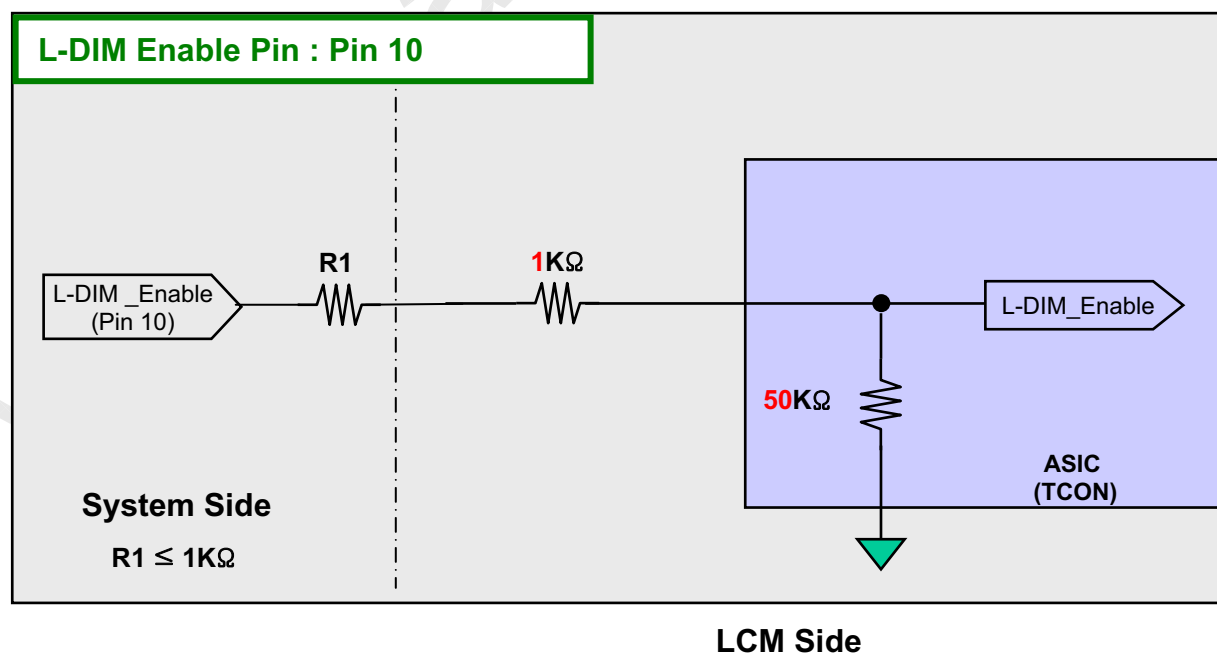 L-DIM Enable Pin : Pin 10
R1
1KΩ
L-DIM _Enable
(Pin 10)
L-DIM_Enable
50KΩ
ASIC
(TCON)
System Side
R1 ≤ 1KΩ
LCM Side